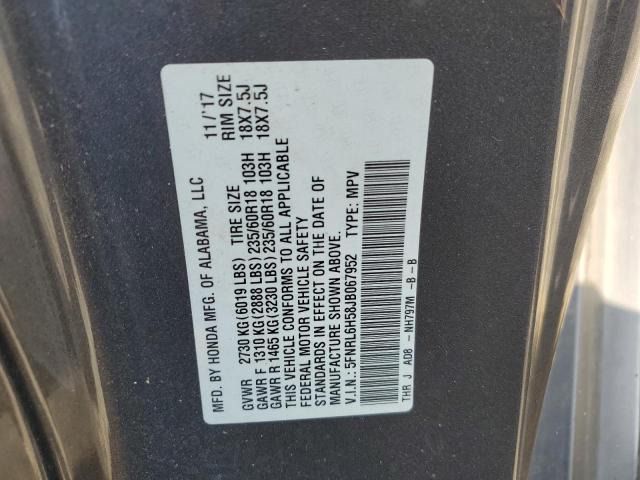 MFD. BY HONDA MFG. OF ALABAMA, LLC 11/'17
TIRE SIZE RIM SIZE
GVWR 2730 KG (6019 LBS)
GAWR F 1310 KG (2888 LBS) 235/60R18 103H 18X7.5J
GAWR R 1465 KG (3230 LBS) 235/60R18 103H 18X7.5J
THIS VEHICLE CONFORMS TO ALL APPLICABLE
FEDERAL MOTOR VEHICLE SAFETY
STANDARDS IN EFFECT ON THE DATE OF
MANUFACTURE SHOWN ABOVE.
V.I.N.: 5FNRL6H58JB067952 TYPE: MPV
THR J AD8 - NH797M -B -B